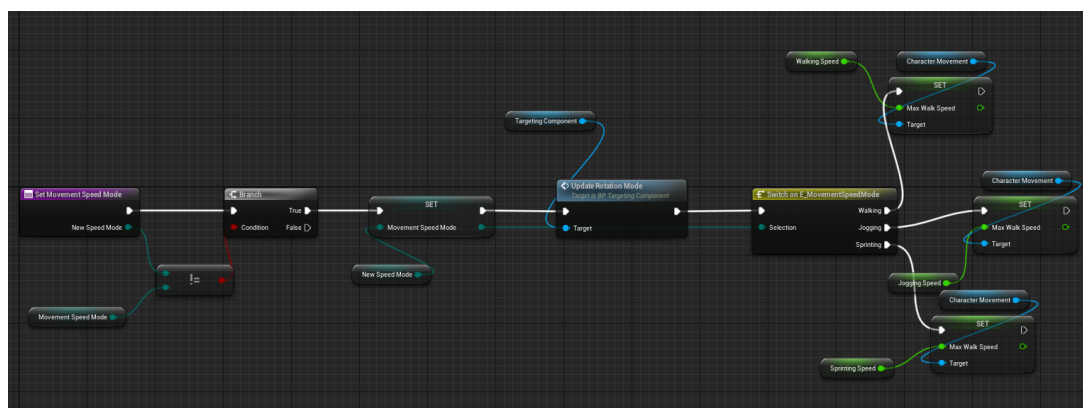 Set Movement Speed Mode
New Speed Mode
!=
Movement Speed Mode
Branch
True
Condition
False
SET
Movement Speed Mode
New Speed Mode
Targeting Component
Update Rotation Mode
Target is BP Targeting Component
Target
Switch on E_MovementSpeedMode
Walking
Selection
Jogging
Sprinting
Walking Speed
Character Movement
SET
Max Walk Speed
Target
Character Movement
SET
Max Walk Speed
Target
Jogging Speed
Character Movement
SET
Max Walk Speed
Target
Sprinting Speed